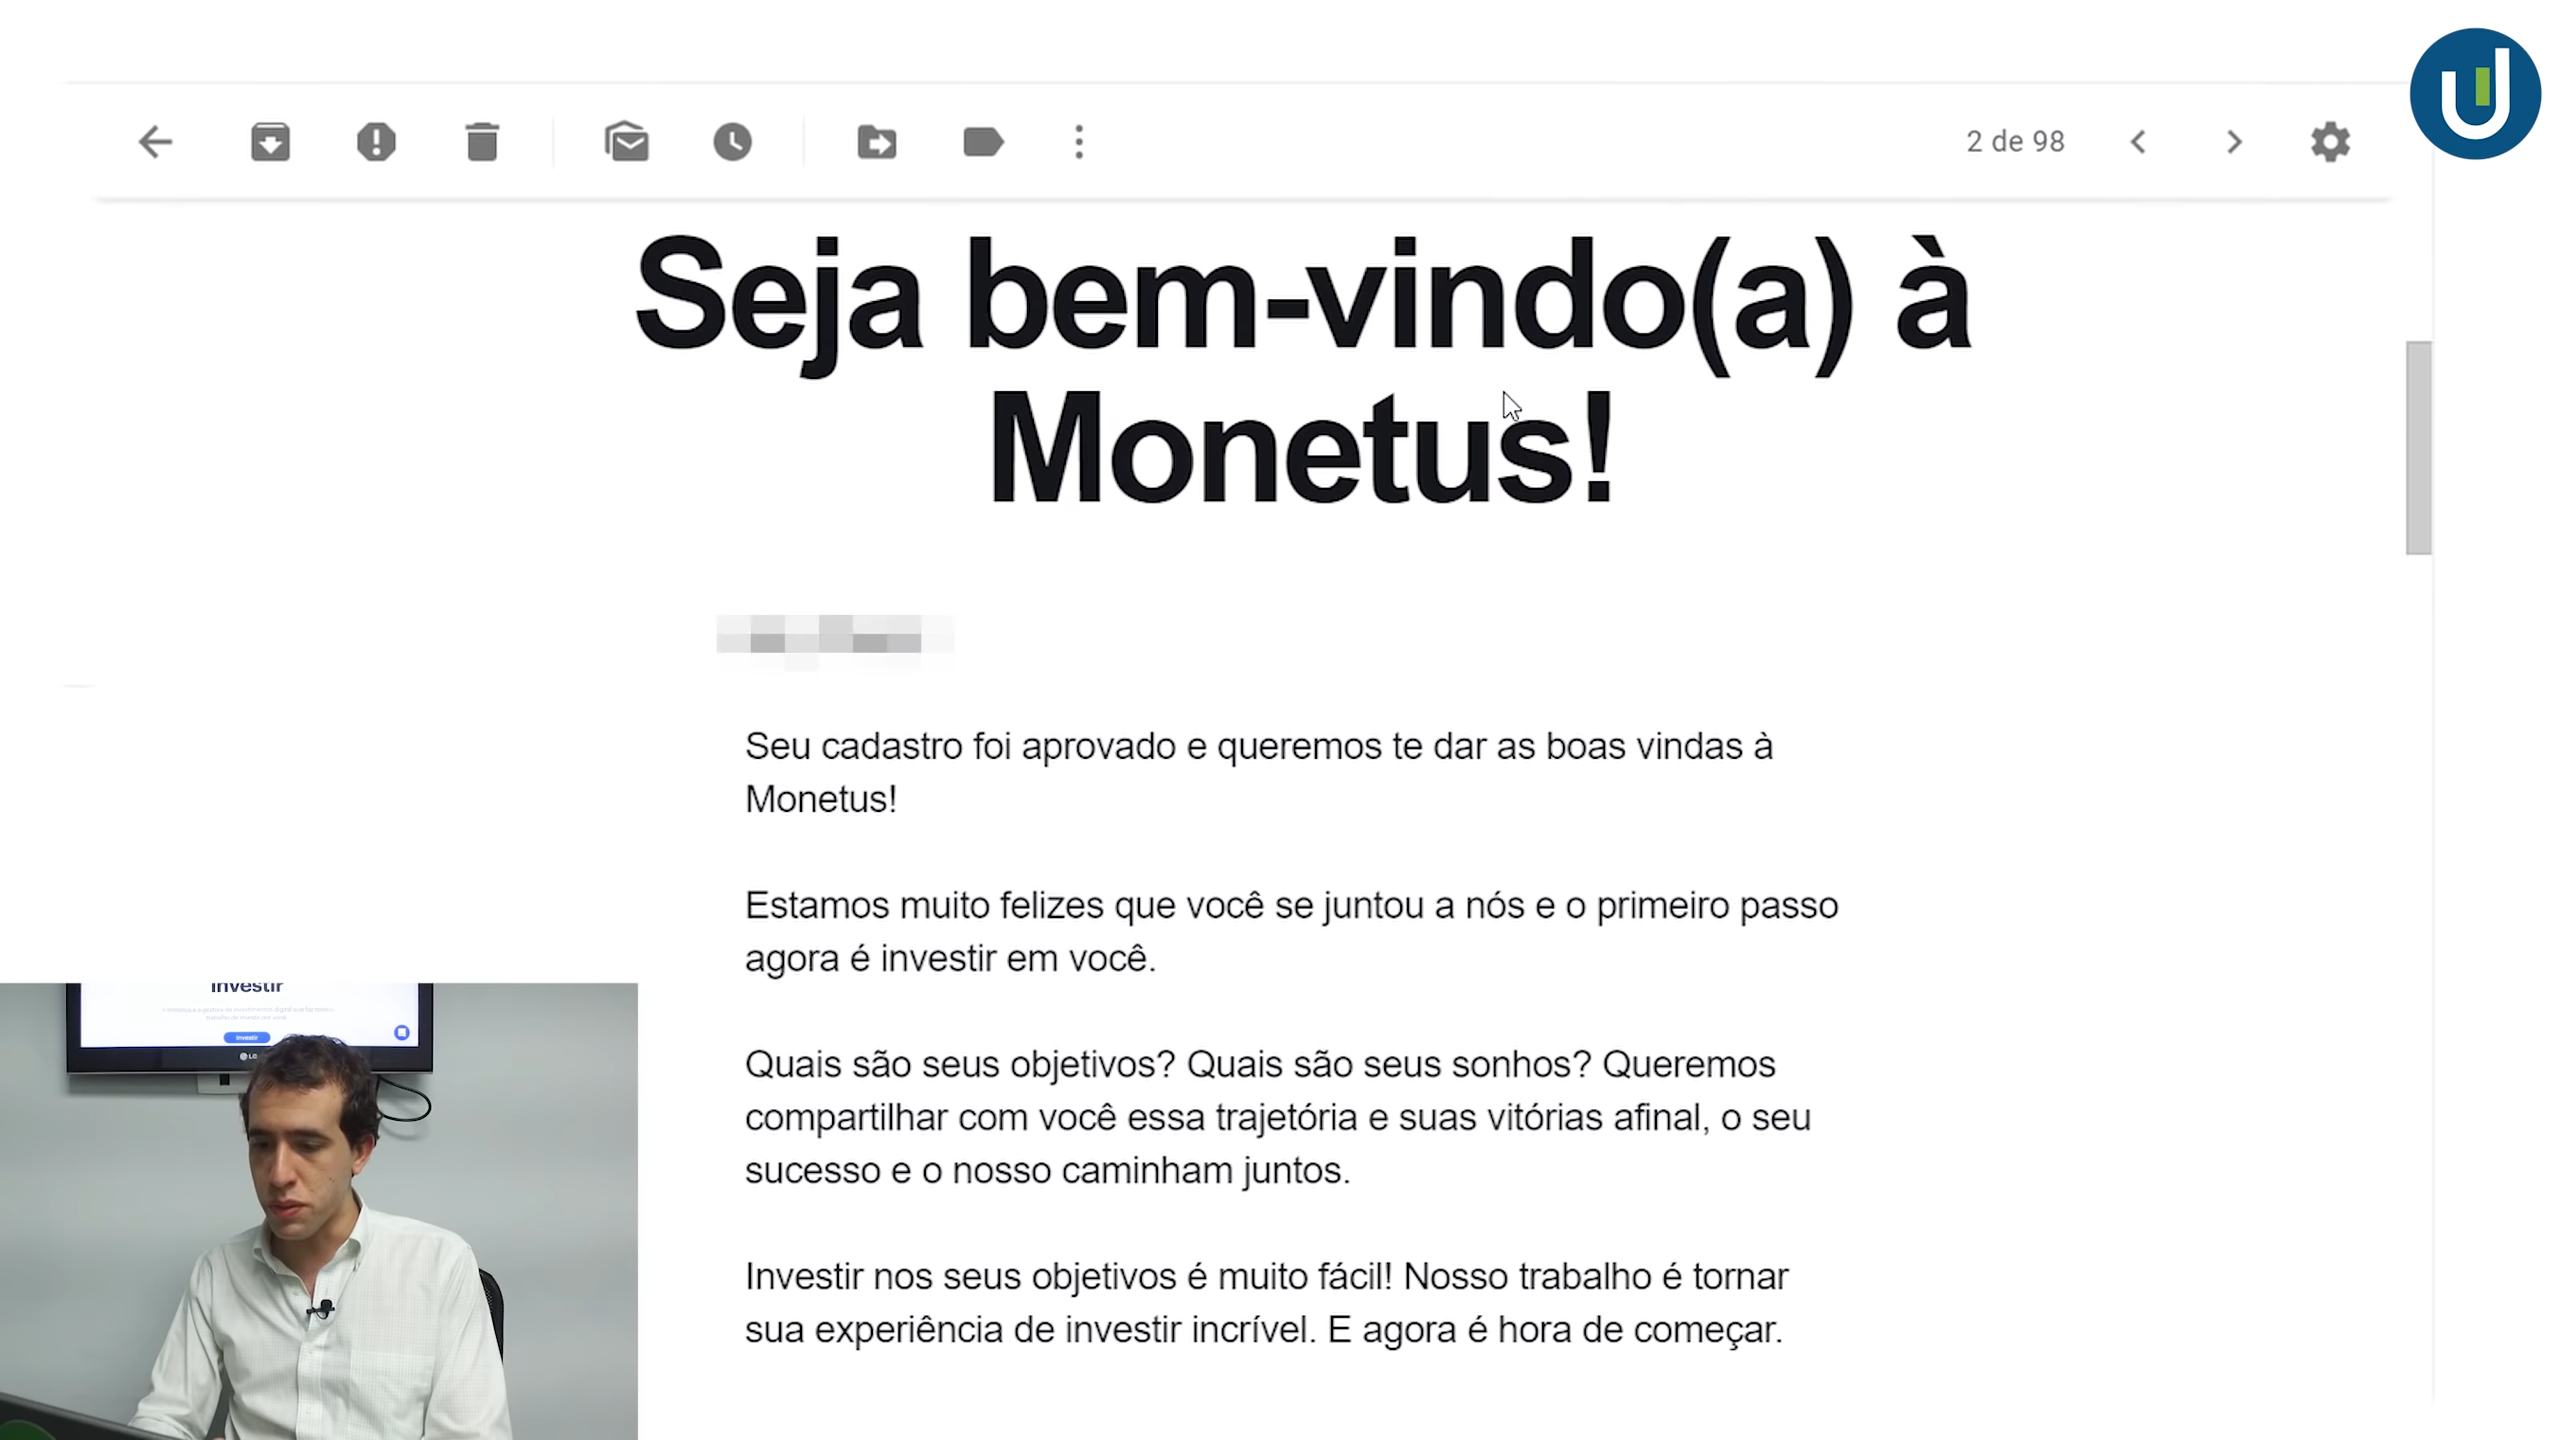 2 de 98
Seja bem-vindo(a) à
Monetus!
Seu cadastro foi aprovado e queremos te dar as boas vindas à
Monetus!
Estamos muito felizes que você se juntou a nós e o primeiro passo
agora é investir em você.
Quais são seus objetivos? Quais são seus sonhos? Queremos
compartilhar com você essa trajetória e suas vitórias afinal, o seu
sucesso e o nosso caminham juntos.
Investir nos seus objetivos é muito fácil! Nosso trabalho é tornar
sua experiência de investir incrível. E agora é hora de começar.
investir
Investir
LG